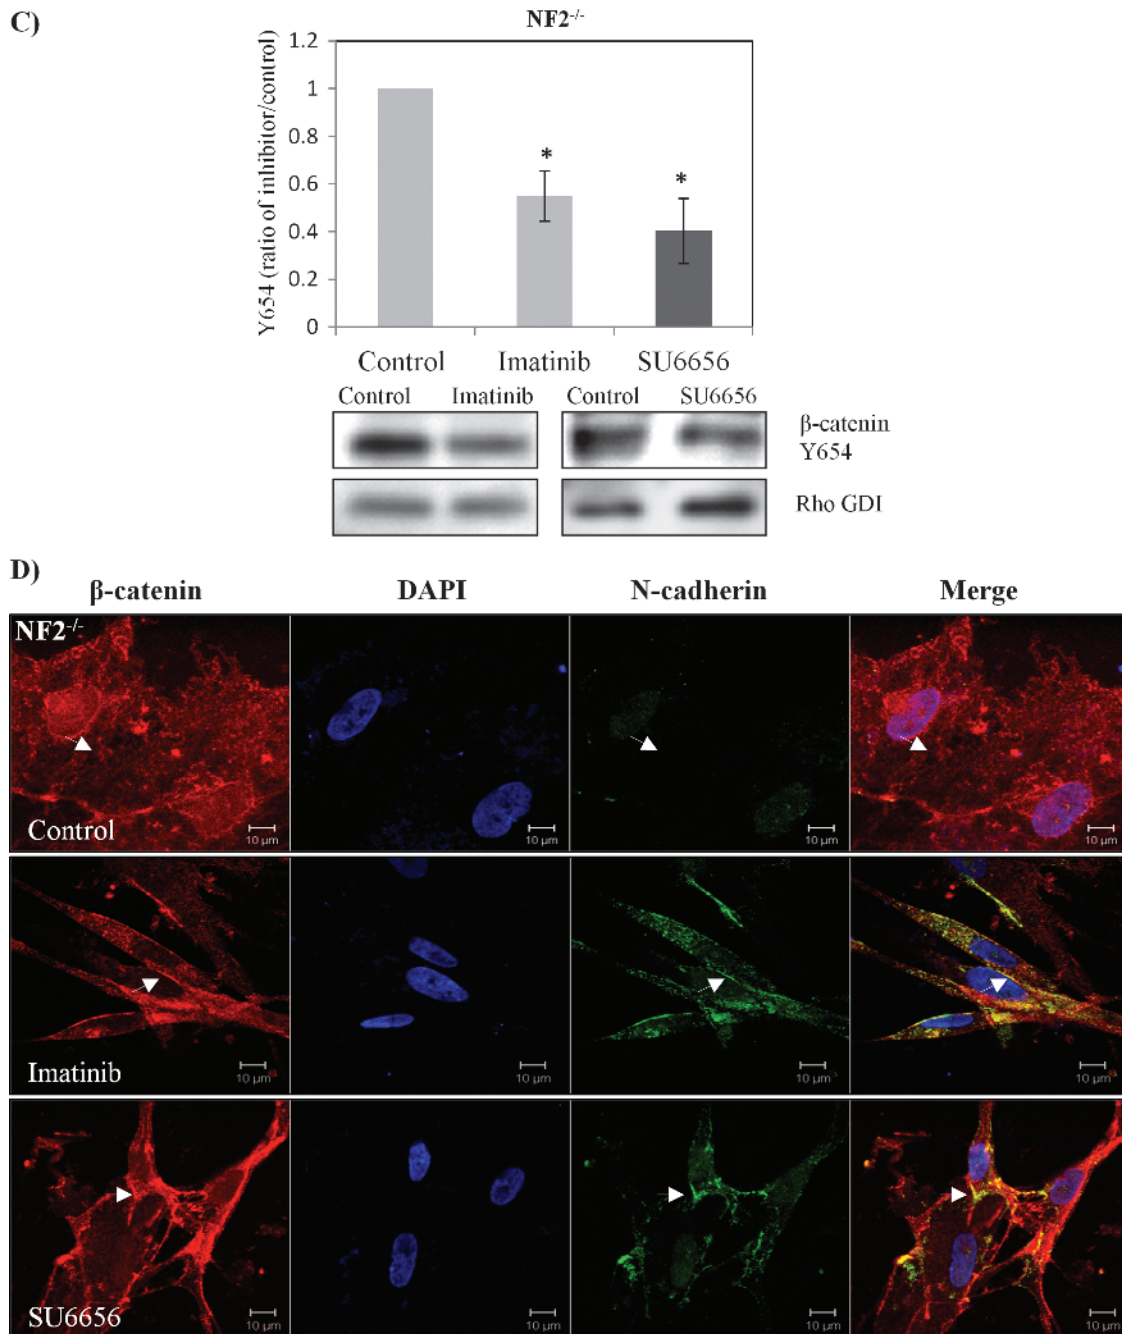 C)
NF2-/-
Y654 (ratio of inhibitor/control)
1.2
1
0.8
0.6
0.4
0.2
0
*
*
Control Imatinib SU6656
Control Imatinib Control SU6656
β-catenin
Y654
Rho GDI
D)
β-catenin DAPI N-cadherin Merge
NF2-/-
Control
10 µm 10 µm 10 µm 10 µm
Imatinib
10 µm 10 µm 10 µm 10 µm
SU6656
10 µm 10 µm 10 µm 10 µm